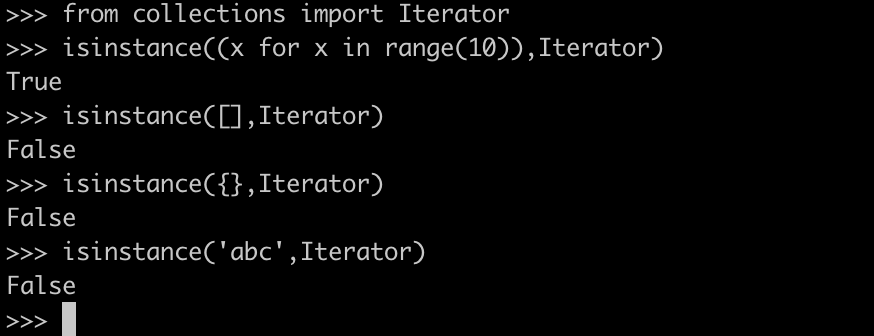 >>> from collections import Iterator
>>> isinstance((x for x in range(10)),Iterator)
True
>>> isinstance([],Iterator)
False
>>> isinstance({},Iterator)
False
>>> isinstance('abc',Iterator)
False
>>>